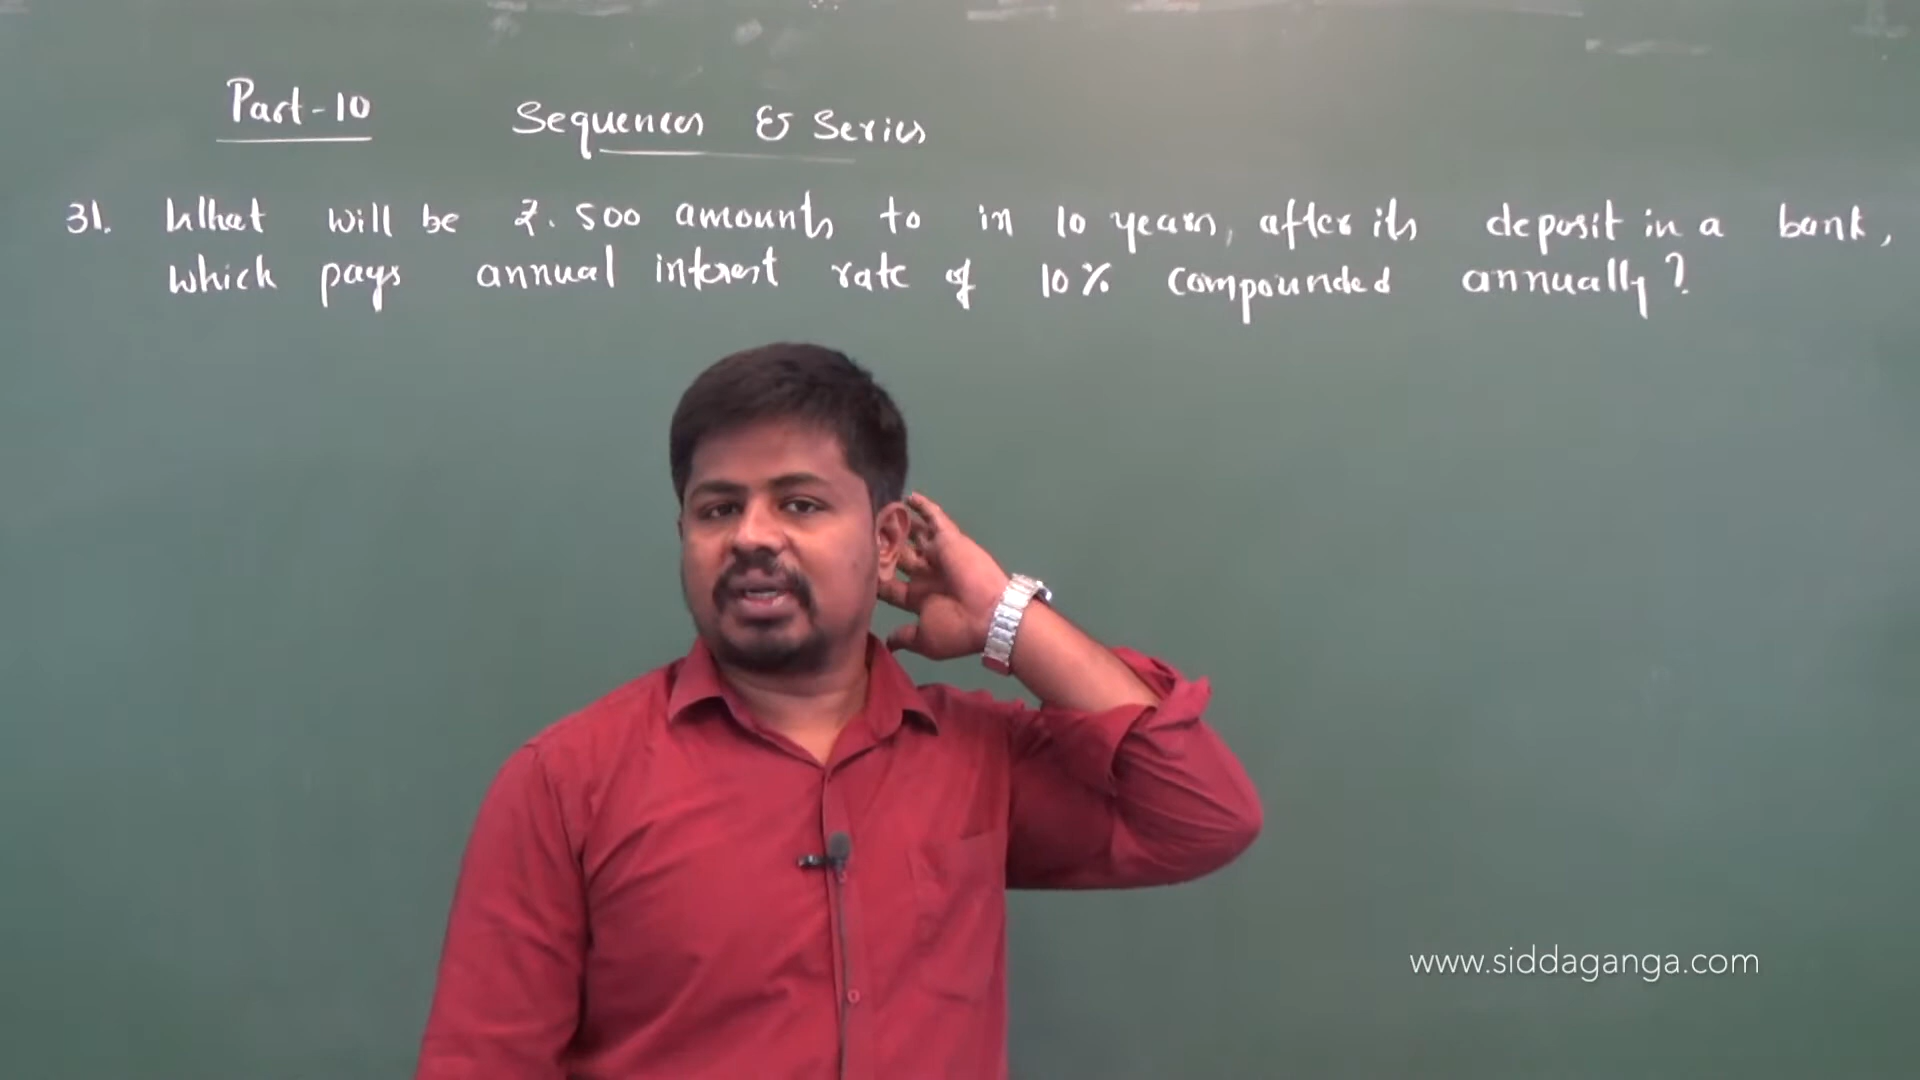 Part-10
Sequences & Series
31. What will be ₹. 500 amounts to in 10 years, after its deposit in a bank,
which pays annual interest rate of 10% compounded annually?
www.siddaganga.com